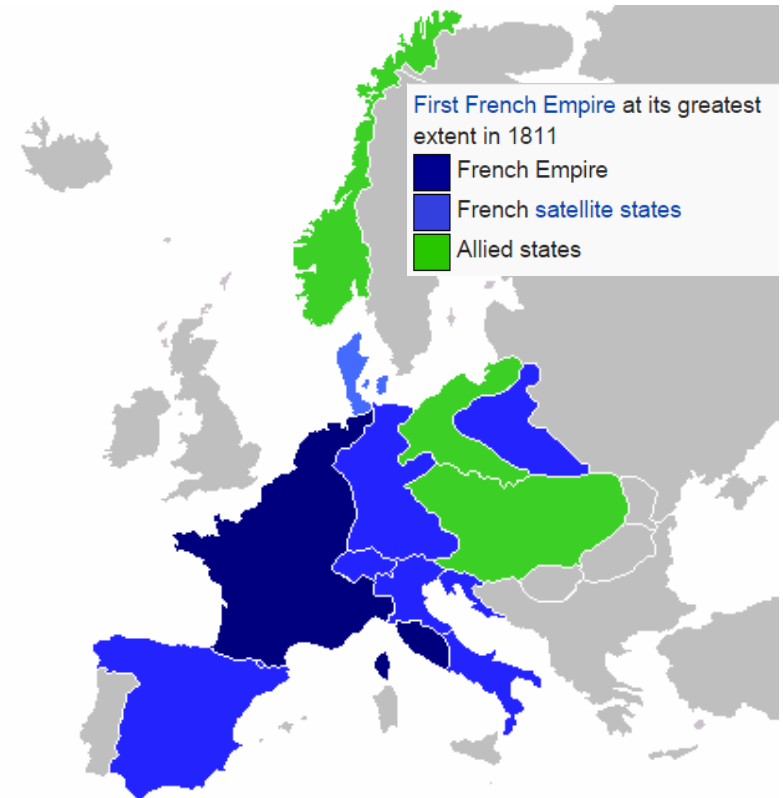 First French Empire at its greatest
extent in 1811
French Empire
French satellite states
Allied states